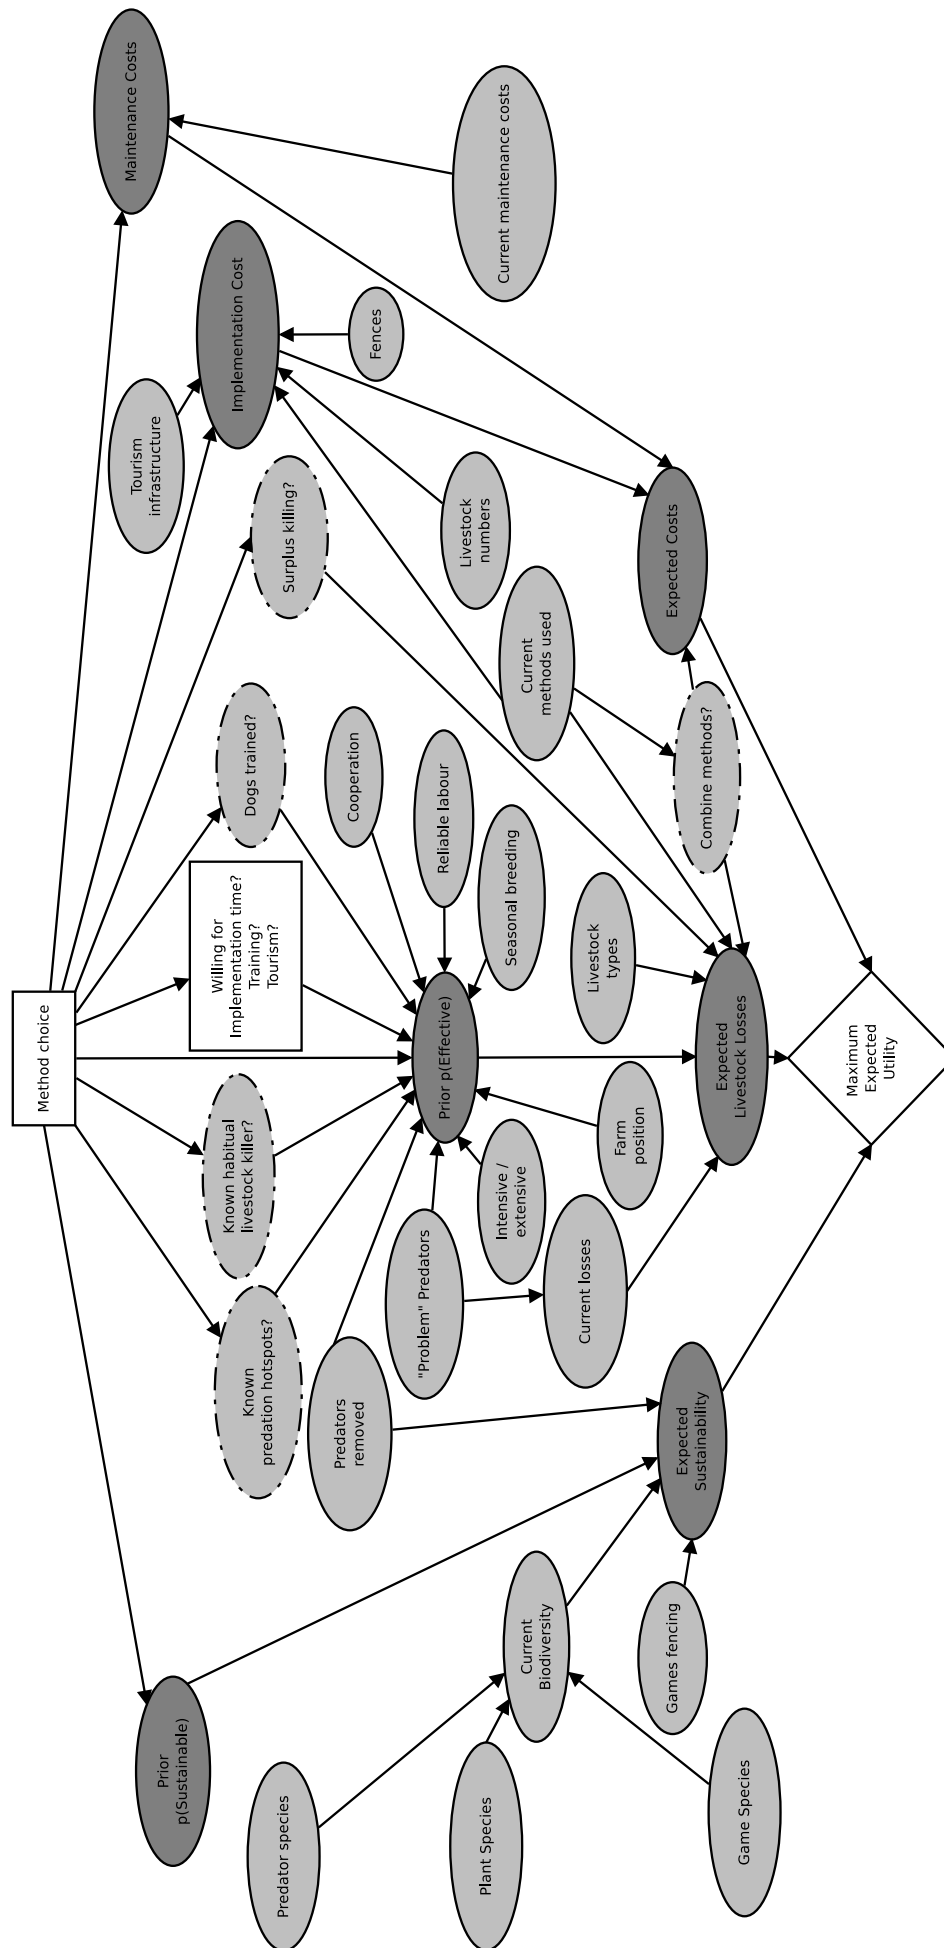 Method choice
Prior
p(Sustainable)
Known
predation hotspots?
Known habitual
livestock killer?
Willing for
Implementation time?
Training?
Tourism?
Dogs trained?
Surplus killing?
Tourism
infrastructure
Implementation Cost
Maintenance Costs
Predator species
Predators
removed
Cooperation
Fences
Plant Species
"Problem" Predators
Prior p(Effective)
Reliable labour
Livestock
numbers
Current maintenance costs
Current
Biodiversity
Intensive /
extensive
Seasonal breeding
Current
methods used
Current losses
Farm
position
Livestock
types
Games fencing
Expected
Sustainability
Expected
Livestock Losses
Combine methods?
Expected Costs
Game Species
Maximum
Expected
Utility